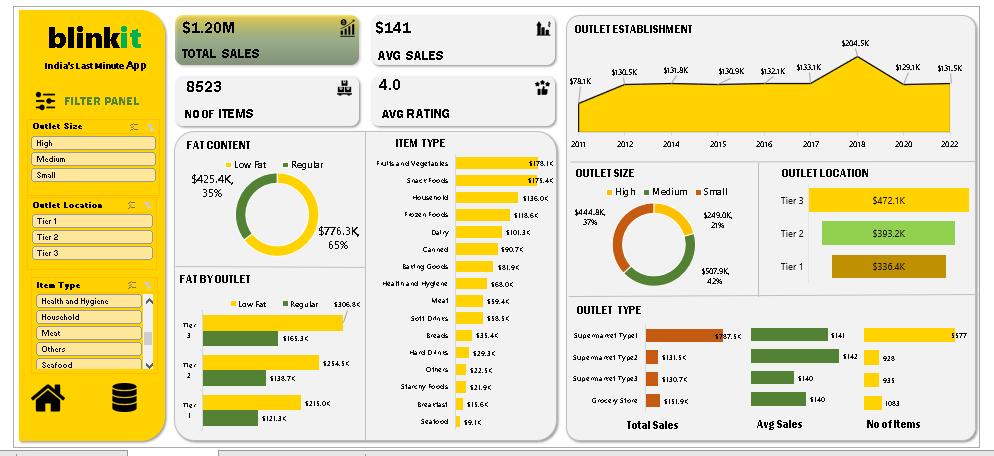 blinkit
India's Last Minute App
FILTER PANEL
Outlet Size
High
Medium
Small
Outlet Location
Tier 1
Tier 2
Tier 3
Item Type
Health and Hygiene
Household
Meat
Others
Seafood
$1.20M
TOTAL SALES
$141
AVG SALES
8523
NO OF ITEMS
4.0
AVG RATING
FAT CONTENT
Low Fat
Regular
$425.4K,
35%
$776.3K,
65%
FAT BY OUTLET
Low Fat
Regular
$306.8K
Tier
3
$165.3K
$254.5K
Tier
2
$138.7K
$215.0K
Tier
1
$121.3K
ITEM TYPE
Fruits and Vegetables
$178.1K
Snack Foods
$175.4K
Household
$136.0K
Frozen Foods
$118.6K
Dairy
$101.3K
Canned
$90.7K
Baking Goods
$81.9K
Health and Hygiene
$68.0K
Meat
$59.4K
Soft Drinks
$58.5K
Breads
$35.4K
Hard Drinks
$29.3K
Others
$22.5K
Starchy Foods
$21.9K
Breakfast
$15.6K
Seafood
$9.1K
OUTLET ESTABLISHMENT
$78.1K
$130.5K
$131.8K
$130.9K
$132.1K
$133.1K
$204.5K
$129.1K
$131.5K
2011
2012
2014
2015
2016
2017
2018
2020
2022
OUTLET SIZE
High
Medium
Small
$444.8K,
37%
$249.0K,
21%
$507.9K,
42%
OUTLET LOCATION
Tier 3
$472.1K
Tier 2
$393.2K
Tier 1
$336.4K
OUTLET TYPE
Supermarket Type1
$787.5K
$141
5577
Supermarket Type2
$131.5K
$142
928
Supermarket Type3
$130.7K
$140
935
Grocery Store
$151.9K
$140
1083
Total Sales
Avg Sales
No of Items